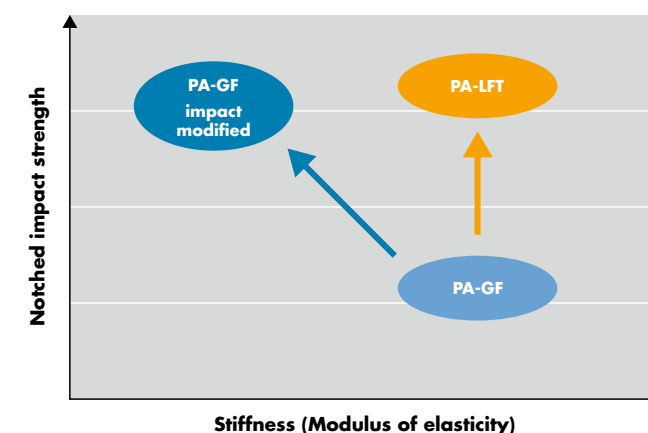 PA-GF
impact
modified
PA-LFT
PA-GF
Notched impact strength
Stiffness (Modulus of elasticity)